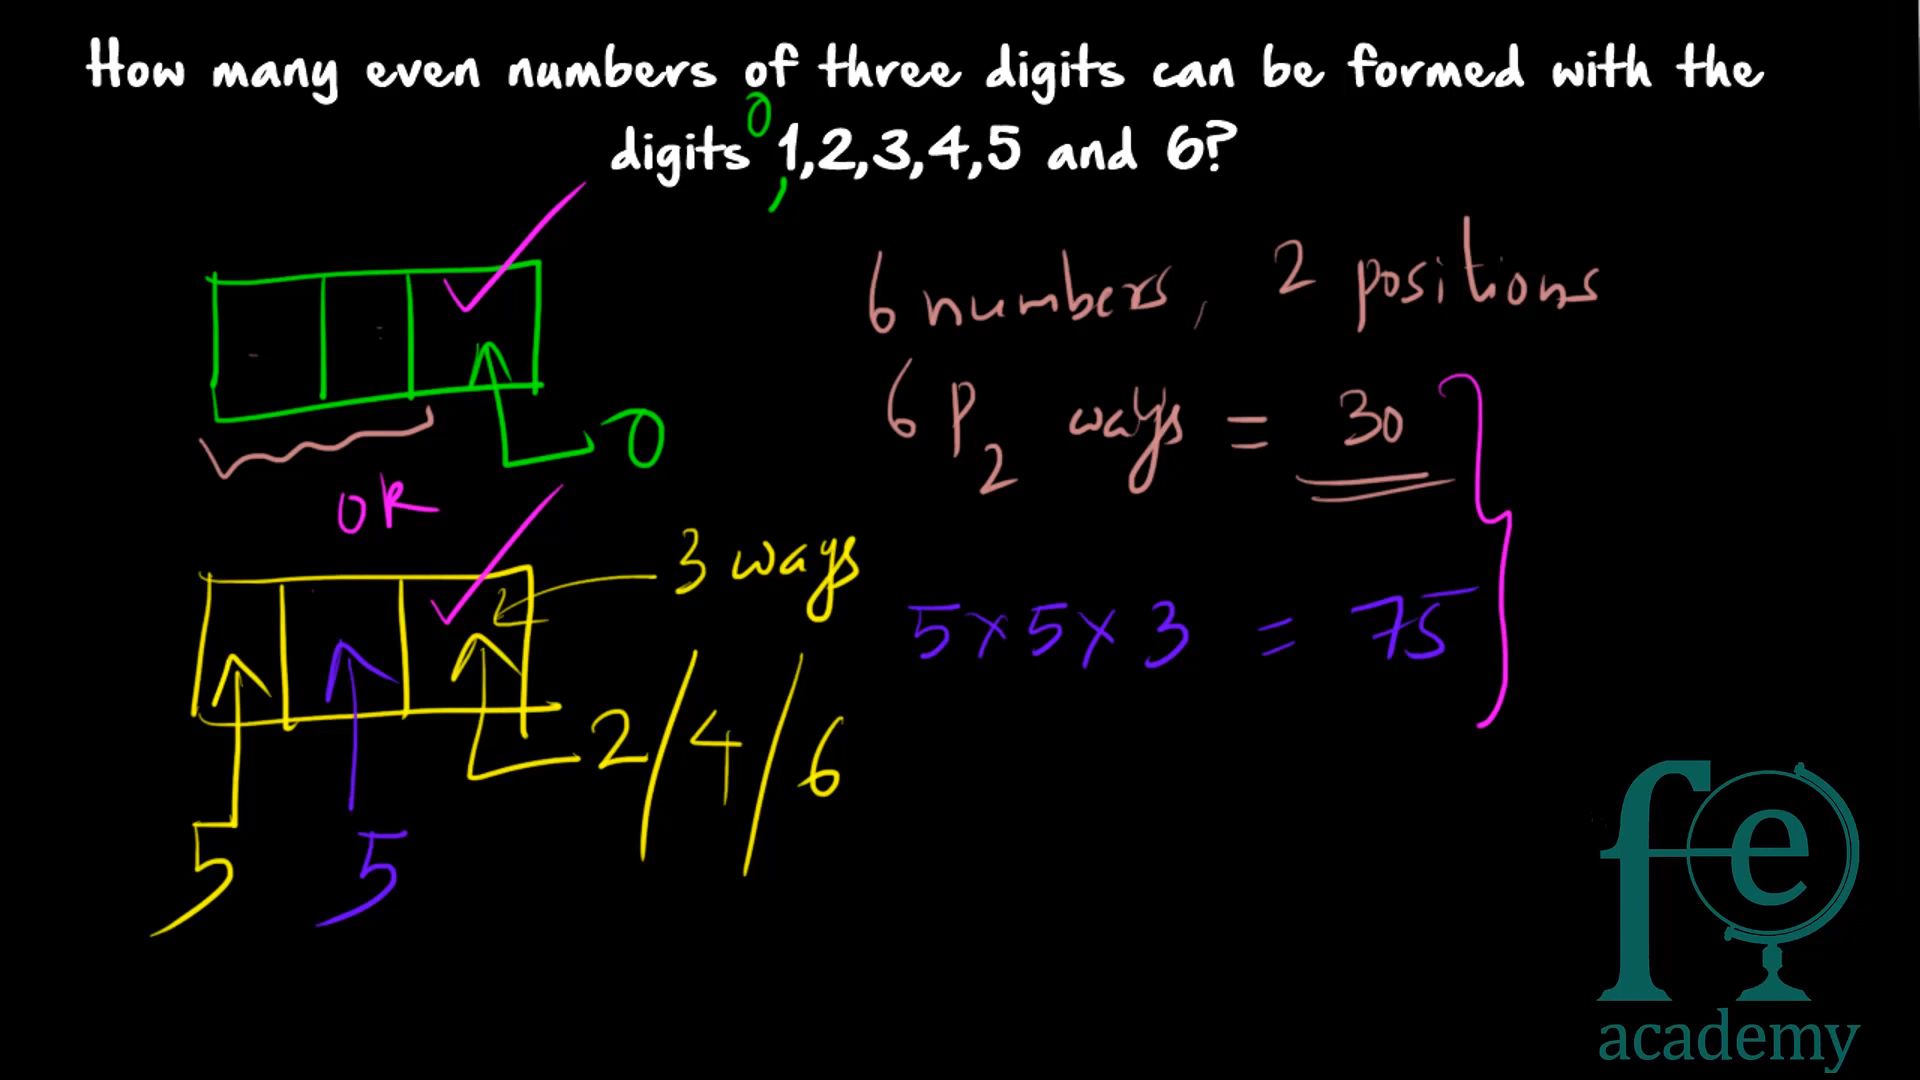 How many even numbers of three digits can be formed with the
digits 0, 1,2,3,4,5 and 6?
6 numbers, 2 positions
6 P 2 ways = 30
0
OR
3 ways
5 x 5 x 3 = 75
2/4/6
5 5
fe
academy